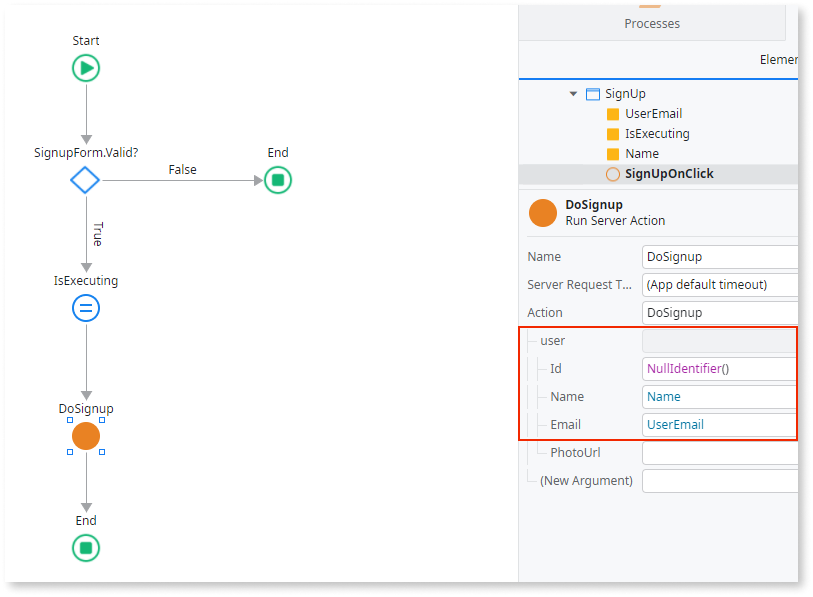 Start
SignupForm.Valid?
False
End
True
IsExecuting
DoSignup
End
Processes
Elemen
SignUp
UserEmail
IsExecuting
Name
SignUpOnClick
DoSignup
Run Server Action
Name
DoSignup
Server Request T...
(App default timeout)
Action
DoSignup
user
Id
NullIdentifier()
Name
Name
Email
UserEmail
PhotoUrl
(New Argument)